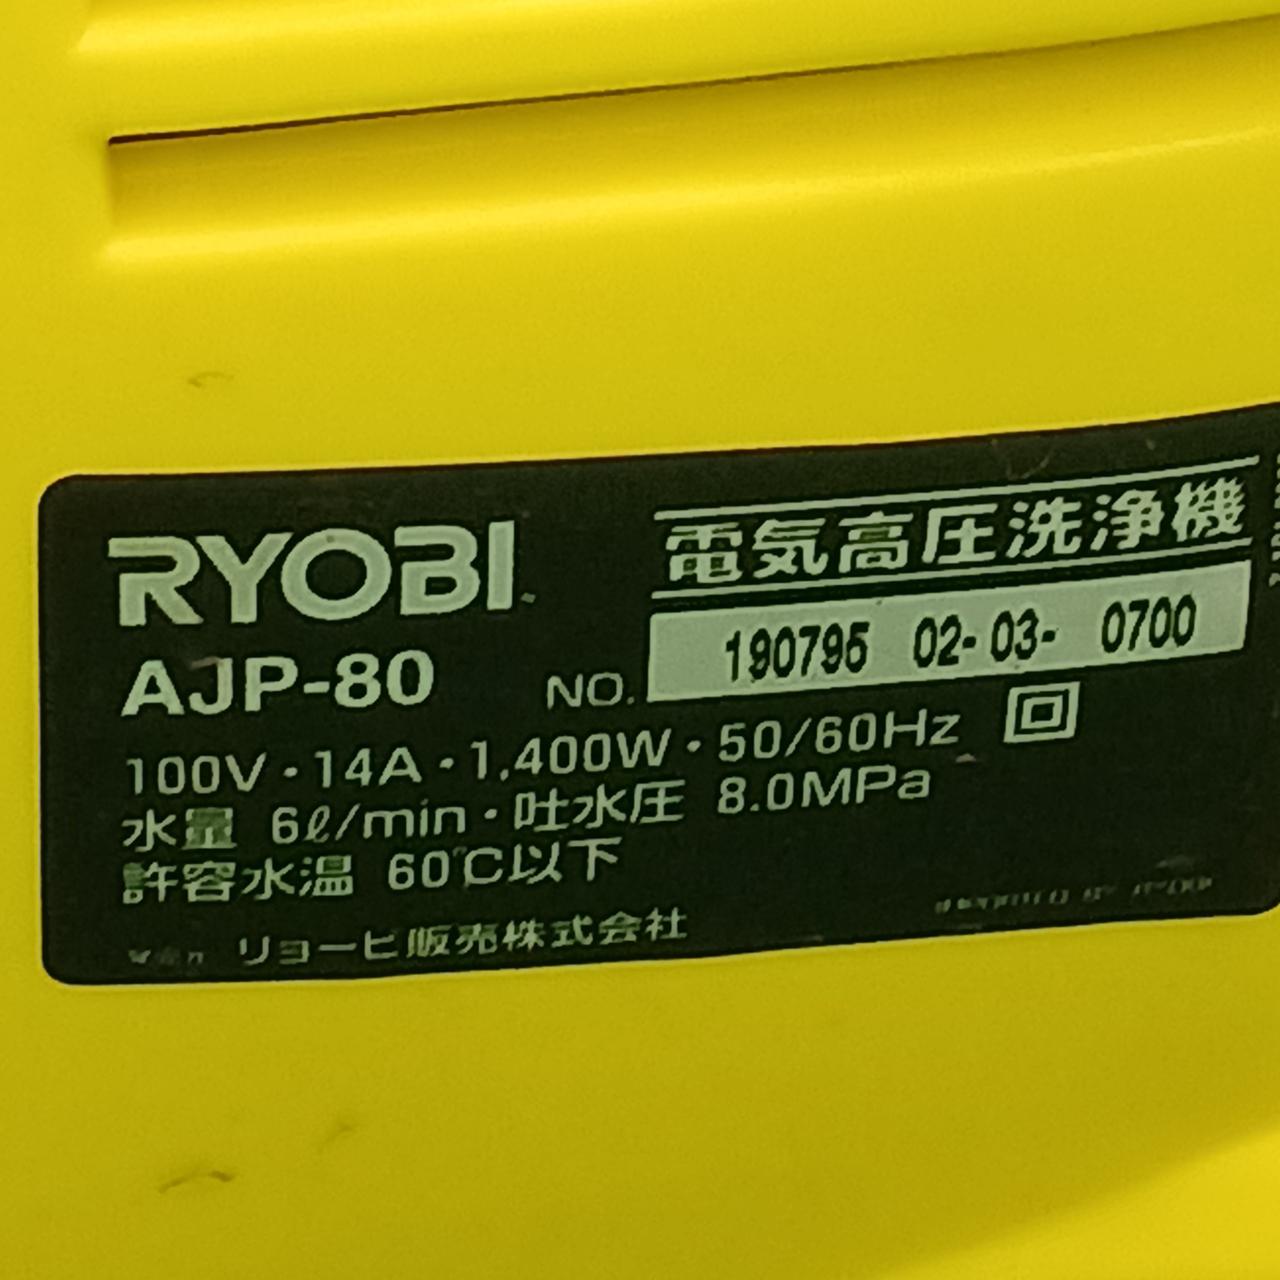 RYOBI
電気高圧洗浄機
AJP-80
NO. 190795 02-03- 0700
100V・14A・1,400W・50/60Hz
水量 6ℓ/min・吐水圧 8.0MPa
許容水温 60℃以下
リョービ販売株式会社